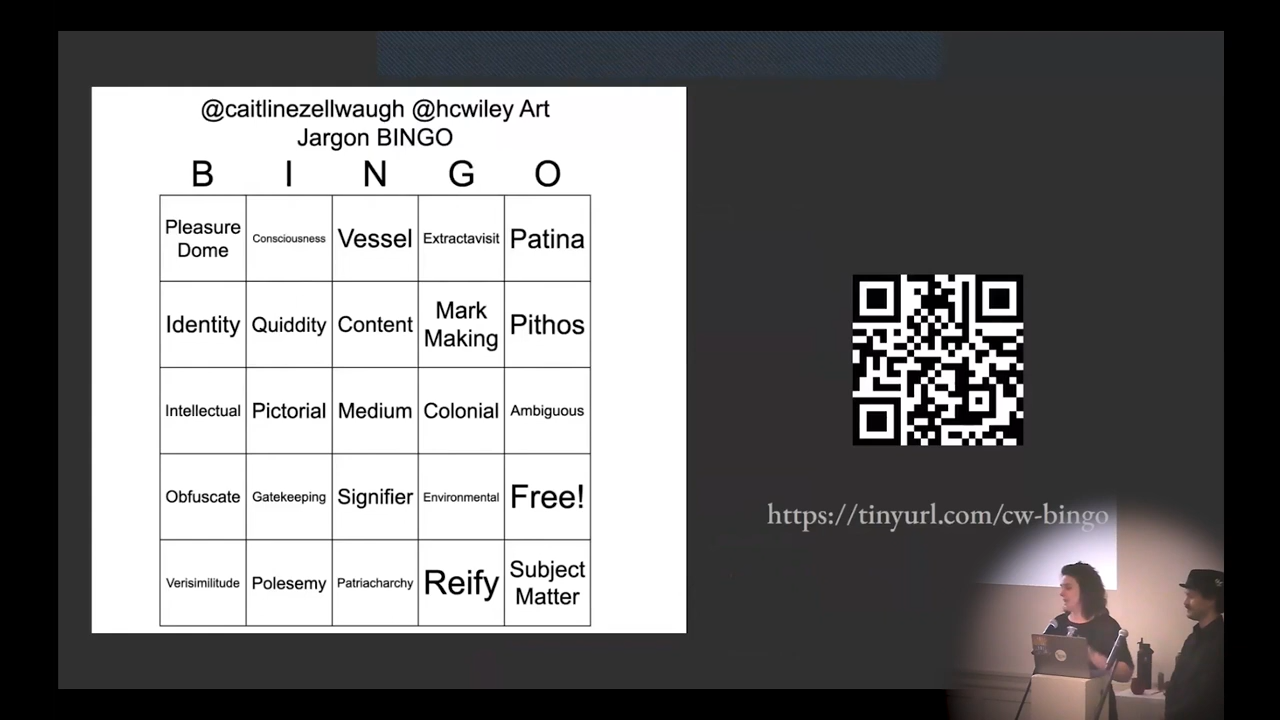 @caitlinezellwaugh @hcwiley Art
Jargon BINGO
B I N G O
Pleasure
Dome
Consciousness
Vessel
Extractavisit
Patina
Identity
Quiddity
Content
Mark
Making
Pithos
Intellectual
Pictorial
Medium
Colonial
Ambiguous
Obfuscate
Gatekeeping
Signifier
Environmental
Free!
Verisimilitude
Polesemy
Patriacharchy
Reify
Subject
Matter
https://tinyurl.com/cw-bingo